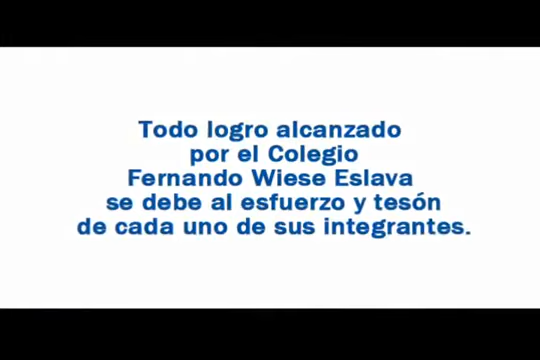 Todo logro alcanzado
por el Colegio
Fernando Wiese Eslava
se debe al esfuerzo y tesón
de cada uno de sus integrantes.